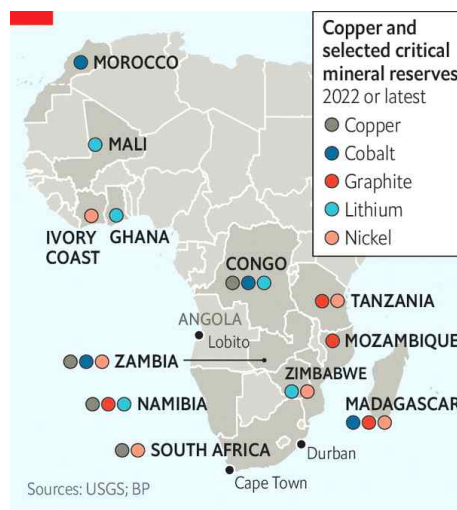 Copper and
selected critical
mineral reserves
2022 or latest
Copper
Cobalt
Graphite
Lithium
Nickel
MOROCCO
MALI
IVORY
COAST
GHANA
CONGO
TANZANIA
ANGOLA
Lobito
MOZAMBIQUE
ZAMBIA
ZIMBABWE
MADAGASCAR
NAMIBIA
SOUTH AFRICA
Durban
Cape Town
Sources: USGS; BP